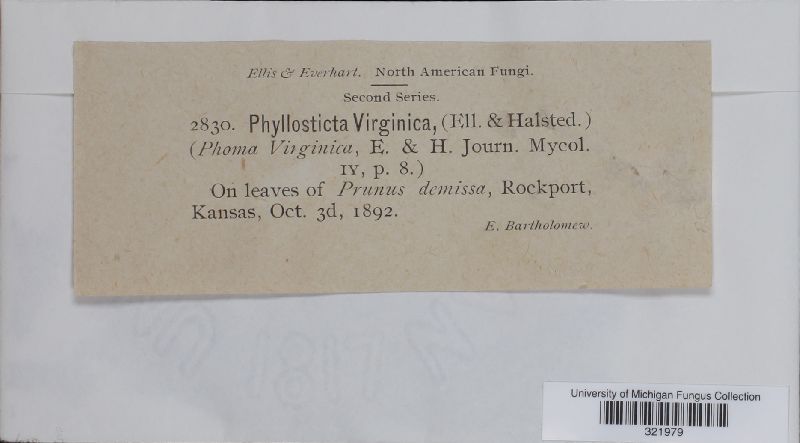 Ellis & Everhart. North American Fungi.
Second Series.
2830. Phyllosticta Virginica, (Ell. & Halsted.)
(Phoma Virginica, E. & H. Journ. Mycol.
IV, p. 8.)
On leaves of Prunus demissa, Rockport,
Kansas, Oct. 3d, 1892.
E. Bartholomew.
University of Michigan Fungus Collection
321979